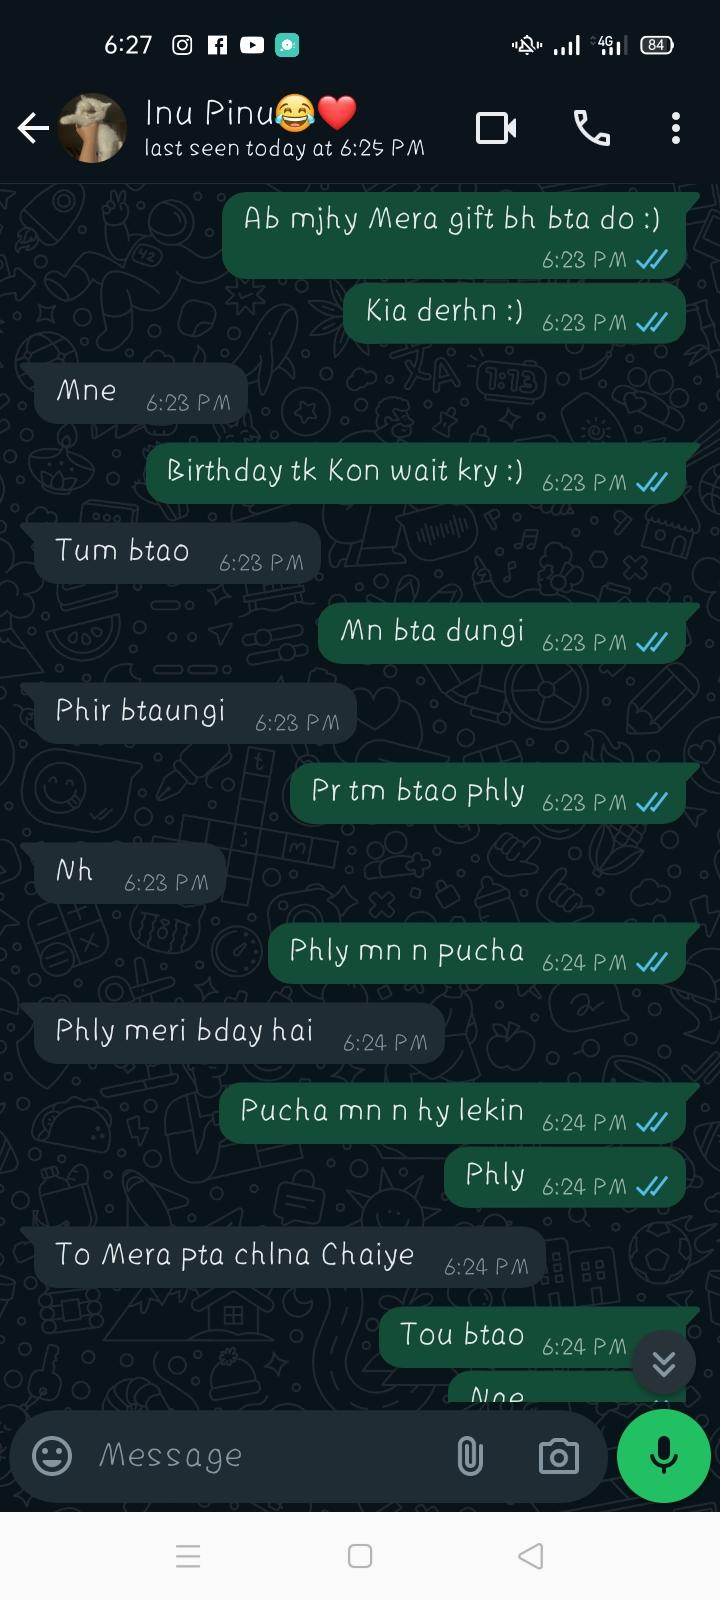 6:27 4G 84
Inu Pinu😂❤️
last seen today at 6:25 PM
Ab mjhy Mera gift bh bta do :)
6:23 PM
Kia derhn :) 6:23 PM
Mne 6:23 PM
Birthday tk Kon wait kry :) 6:23 PM
Tum btao 6:23 PM
Mn bta dungi 6:23 PM
Phir btaungi 6:23 PM
Pr tm btao phly 6:23 PM
Nh 6:23 PM
Phly mn n pucha 6:24 PM
Phly meri bday hai 6:24 PM
Pucha mn n hy lekin 6:24 PM
Phly 6:24 PM
To Mera pta chlna Chaiye 6:24 PM
Tou btao 6:24 PM
Message